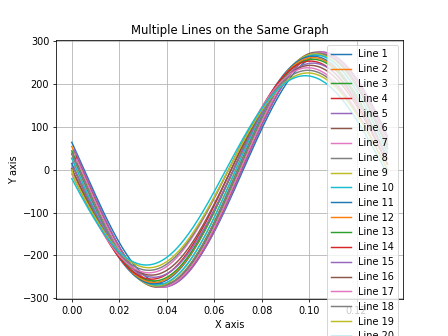 Multiple Lines on the Same Graph
300
200
100
0
−100
−200
−300
Y axis
0.00
0.02
0.04
0.06
0.08
0.10
X axis
Line 1
Line 2
Line 3
Line 4
Line 5
Line 6
Line 7
Line 8
Line 9
Line 10
Line 11
Line 12
Line 13
Line 14
Line 15
Line 16
Line 17
Line 18
Line 19
Line 20